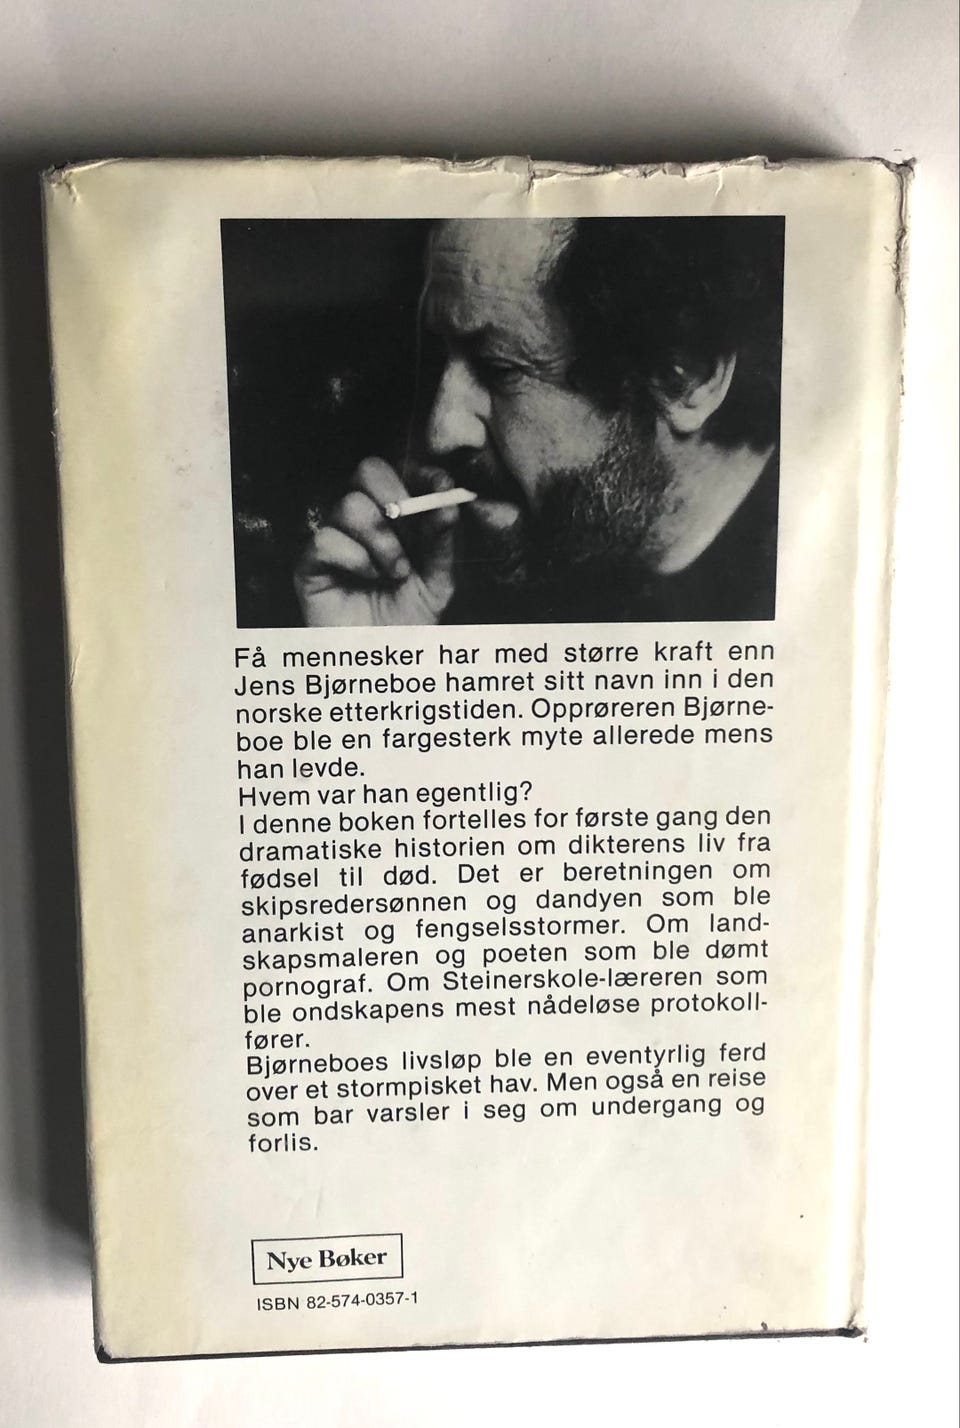 Få mennesker har med større kraft enn
Jens Bjørneboe hamret sitt navn inn i den
norske etterkrigstiden. Opprøreren Bjørne-
boe ble en fargesterk myte allerede mens
han levde.
Hvem var han egentlig?
I denne boken fortelles for første gang den
dramatiske historien om dikterens liv fra
fødsel til død. Det er beretningen om
skipsredersønnen og dandyen som ble
anarkist og fengselsstormer. Om land-
skapsmaleren og poeten som ble dømt
pornograf. Om Steinerskole-læreren som
ble ondskapens mest nådeløse protokoll-
fører.
Bjørneboes livsløp ble en eventyrlig ferd
over et stormpisket hav. Men også en reise
som bar varsler i seg om undergang og
forlis.
Nye Bøker
ISBN 82-574-0357-1